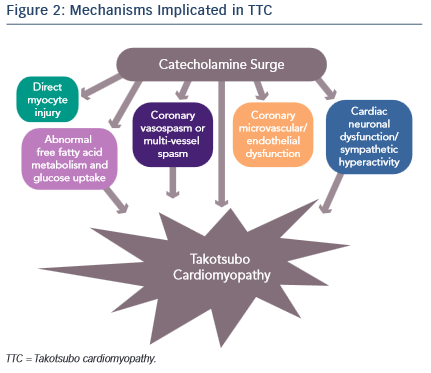 Figure 2: Mechanisms Implicated in TTC
Catecholamine Surge
Direct
myocyte
injury
Abnormal
free fatty acid
metabolism and
glucose uptake
Coronary
vasospasm or
multi-vessel
spasm
Coronary
microvascular/
endothelial
dysfunction
Cardiac
neuronal
dysfunction/
sympathetic
hyperactivity
Takotsubo
Cardiomyopathy
TTC = Takotsubo cardiomyopathy.